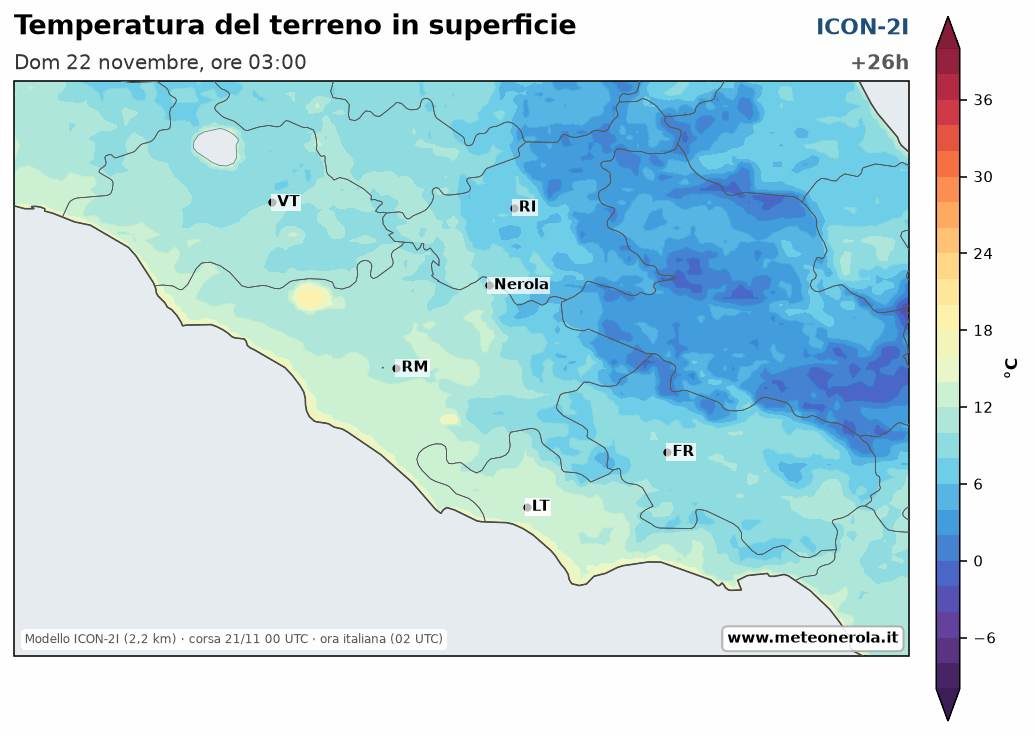 Temperatura del terreno in superficie
ICON-2I
Dom 22 novembre, ore 03:00
+26h
36
30
24
18
12
6
0
−6
°C
VT
RI
Nerola
RM
FR
LT
Modello ICON-2I (2,2 km) · corsa 21/11 00 UTC · ora italiana (02 UTC)
www.meteonerola.it